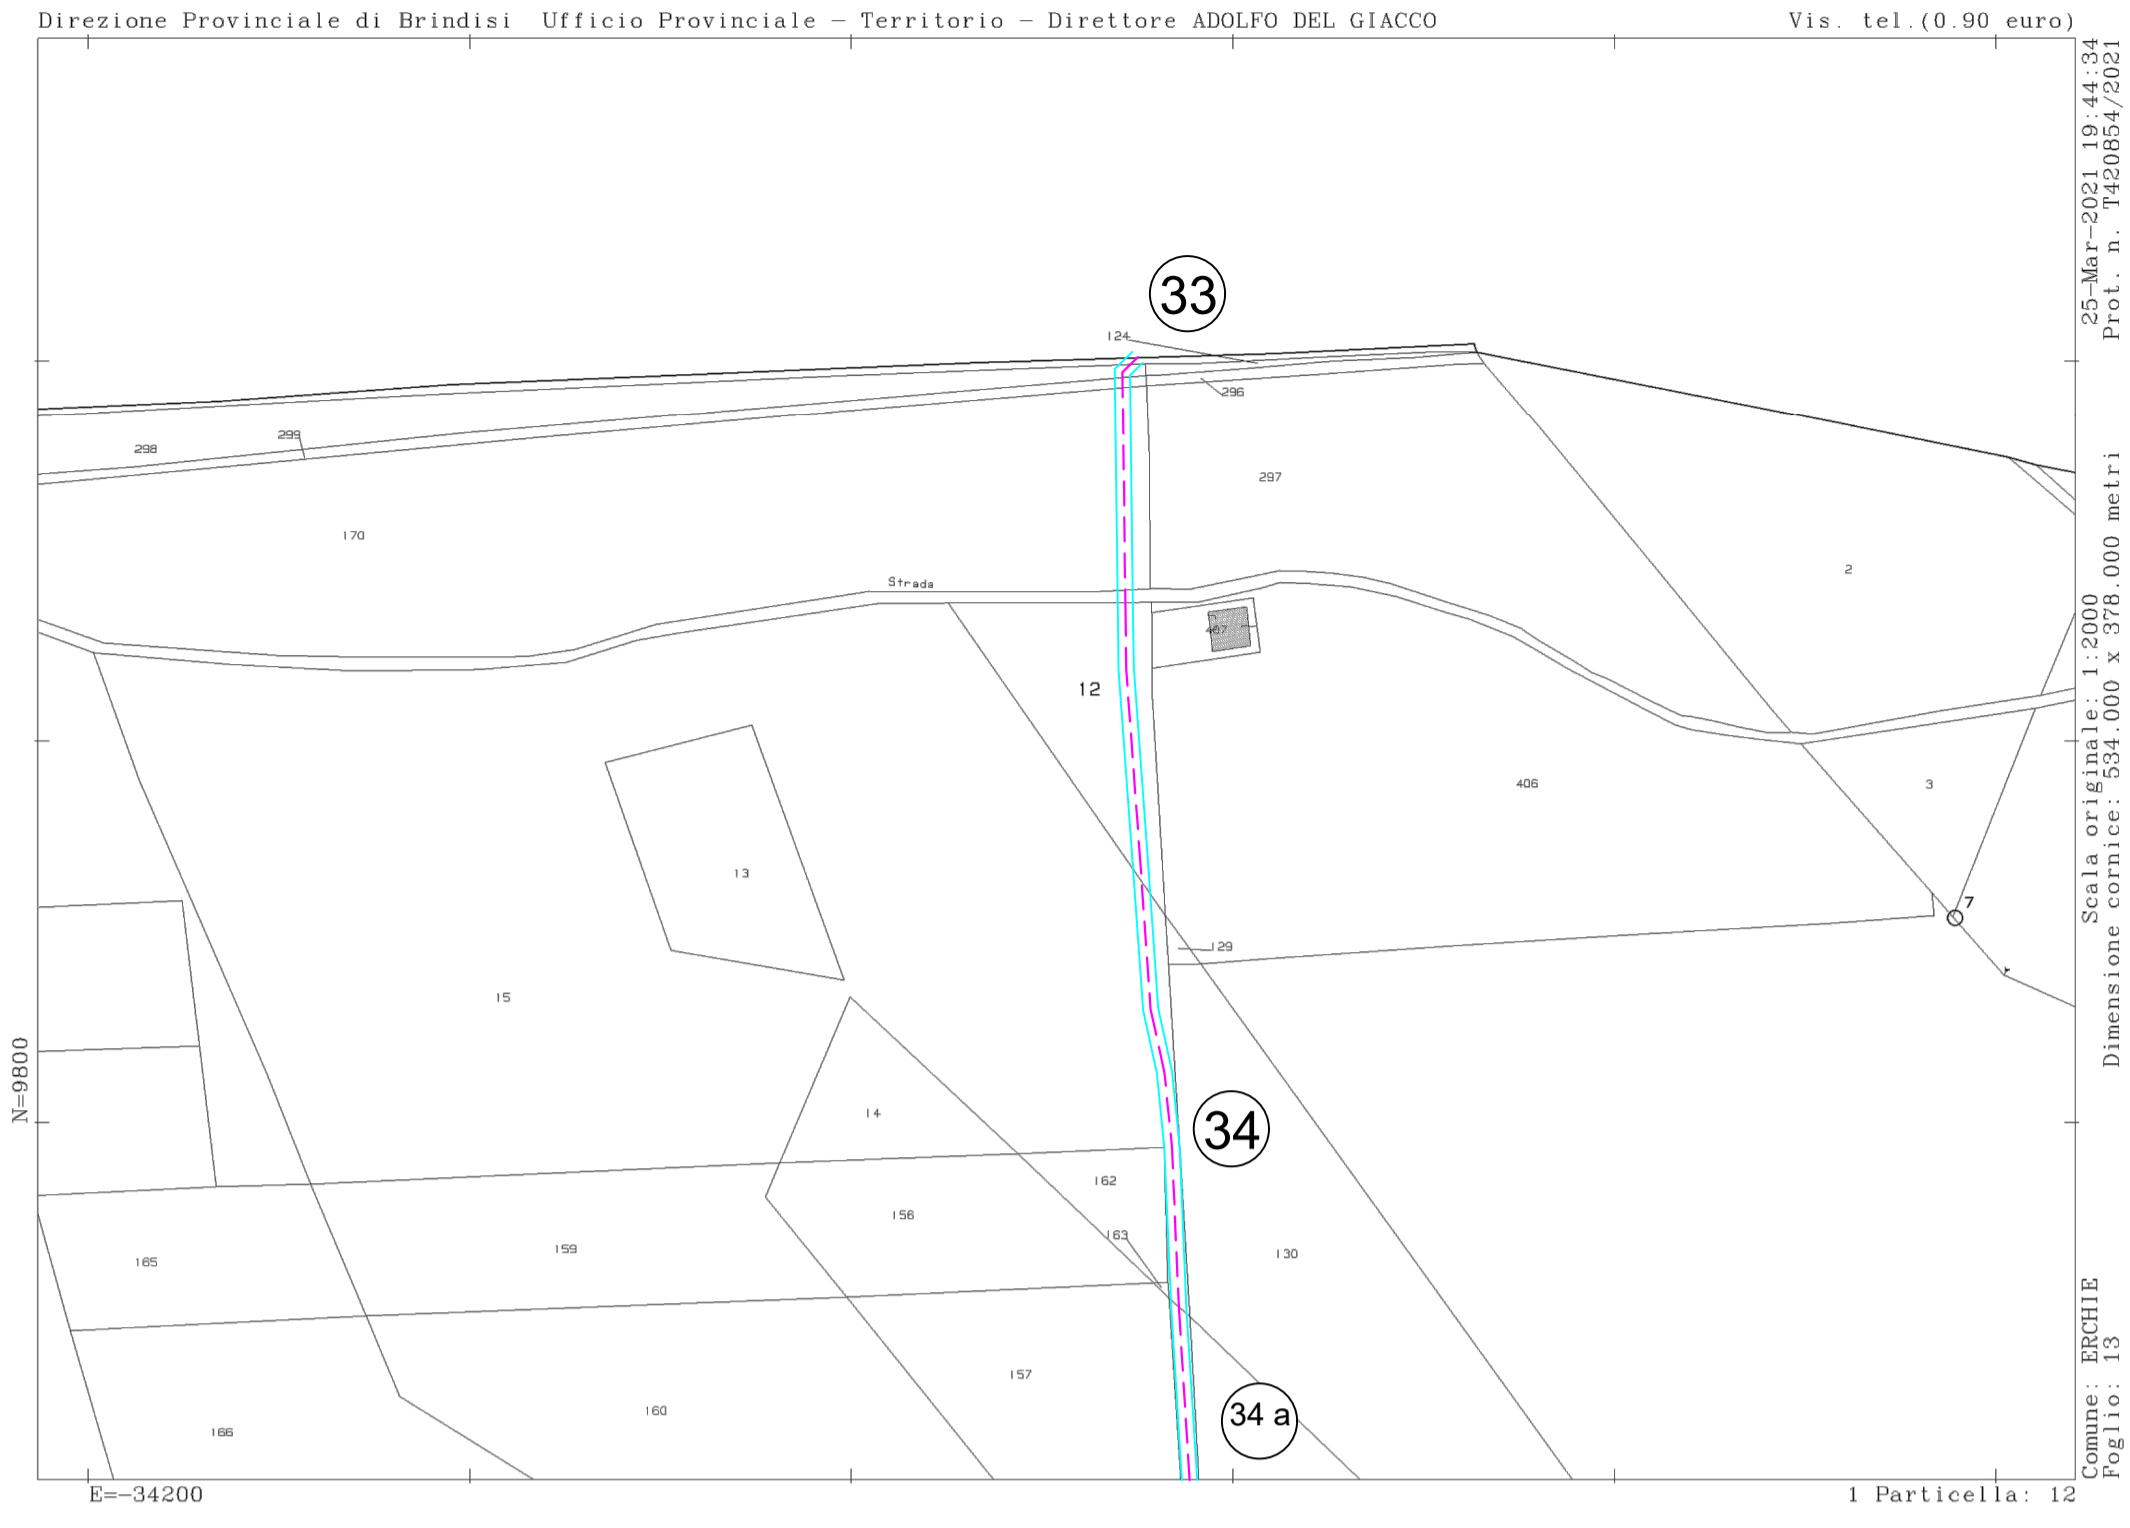 Direzione Provinciale di Brindisi Ufficio Provinciale – Territorio – Direttore ADOLFO DEL GIACCO
Vis. tel.(0.90 euro)
25-Mar-2021 19:44:34
Prot. n. T420854/2021
Scala originale: 1:2000
Dimensione cornice: 534.000 x 378.000 metri
Comune: ERCHIE
Foglio: 13
33
124
296
299
298
297
170
2
Strada
407
12
406
3
13
7
129
15
14
34
162
156
163
130
159
165
157
34 a
160
166
N=9800
E=-34200
1 Particella: 12